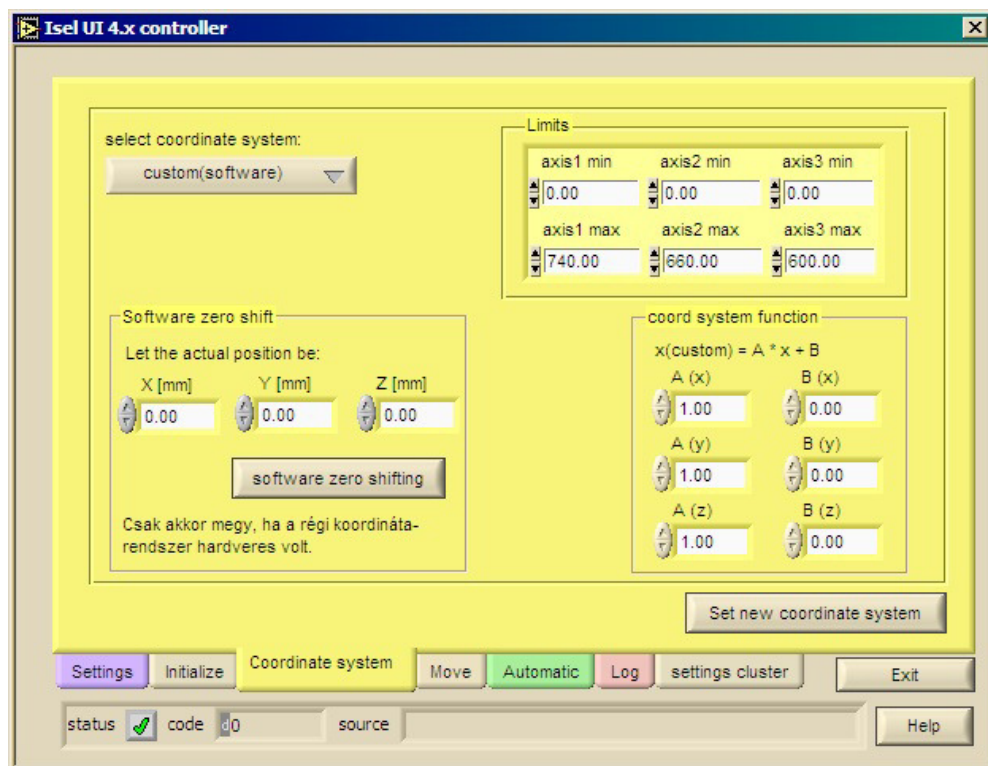 Isel UI 4.x controller
select coordinate system:
custom(software)
Limits
axis1 min axis2 min axis3 min
0.00 0.00 0.00
axis1 max axis2 max axis3 max
740.00 660.00 600.00
Software zero shift
Let the actual position be:
X [mm] Y [mm] Z [mm]
0.00 0.00 0.00
software zero shifting
Csak akkor megy, ha a régi koordináta-
rendszer hardveres volt.
coord system function
x(custom) = A * x + B
A (x) B (x)
1.00 0.00
A (y) B (y)
1.00 0.00
A (z) B (z)
1.00 0.00
Set new coordinate system
Settings Initialize Coordinate system Move Automatic Log settings cluster Exit
status code d0 source Help